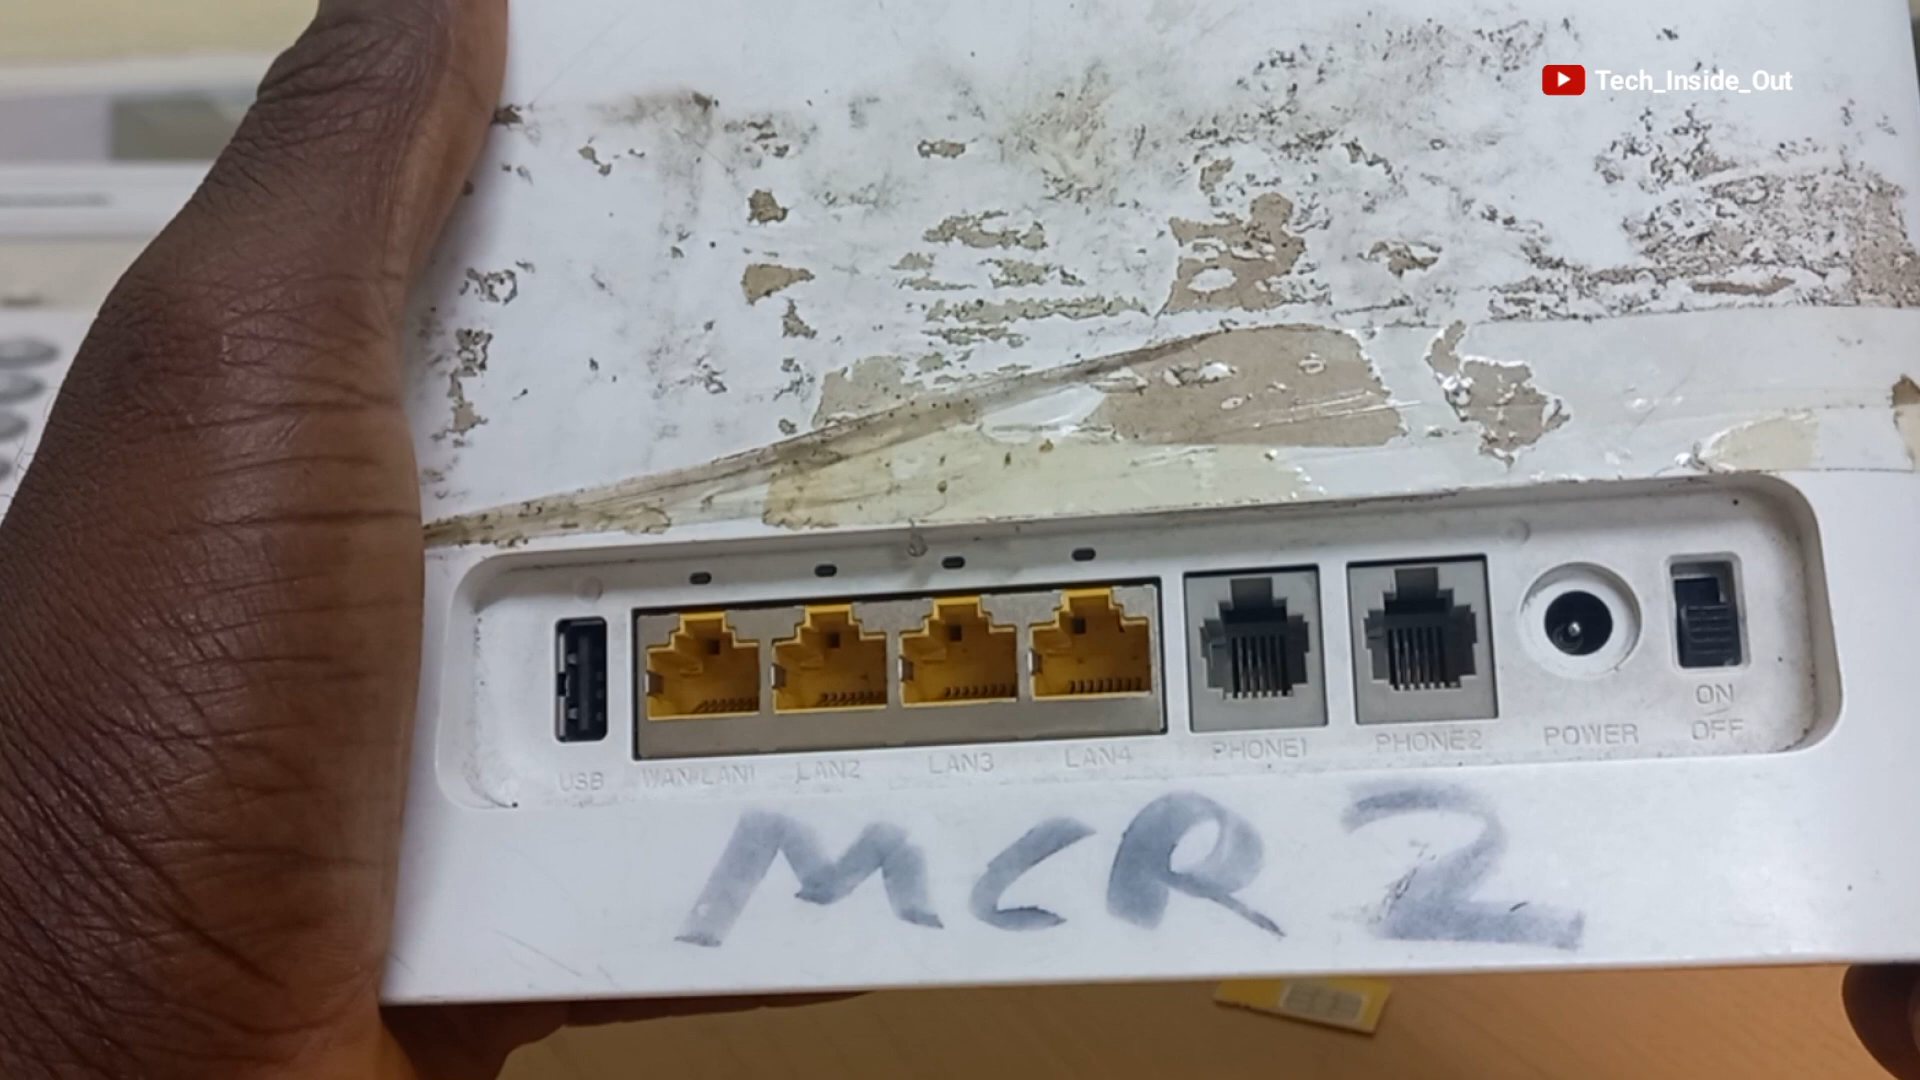 Tech_Inside_Out
ON
OFF
USB WAN/LAN1 LAN2 LAN3 LAN4 PHONE1 PHONE2 POWER
MCR 2